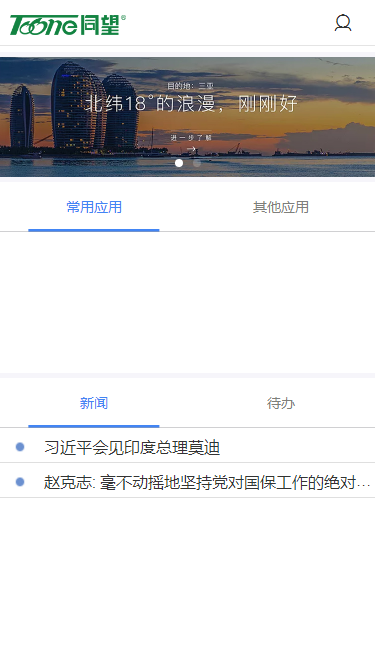 Toone同望®
目的地：三亚
北纬18°的浪漫，刚刚好
进一步了解
常用应用
其他应用
新闻
待办
习近平会见印度总理莫迪
赵克志: 毫不动摇地坚持党对国保工作的绝对...